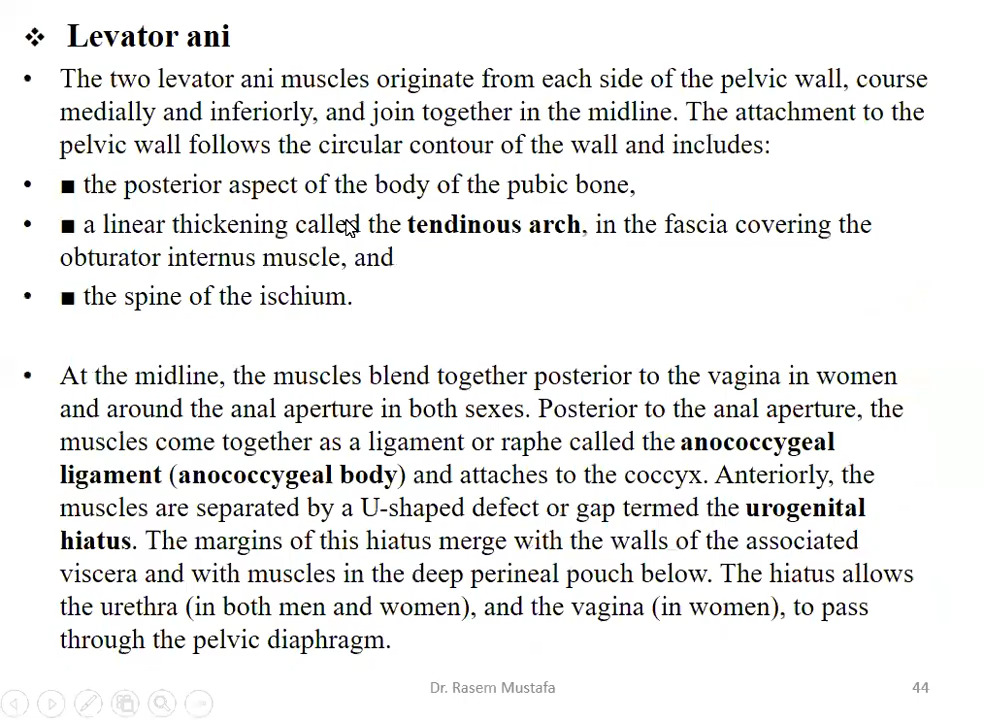 ❖ Levator ani
• The two levator ani muscles originate from each side of the pelvic wall, course
medially and inferiorly, and join together in the midline. The attachment to the
pelvic wall follows the circular contour of the wall and includes:
• ■ the posterior aspect of the body of the pubic bone,
• ■ a linear thickening called the tendinous arch, in the fascia covering the
obturator internus muscle, and
• ■ the spine of the ischium.
• At the midline, the muscles blend together posterior to the vagina in women
and around the anal aperture in both sexes. Posterior to the anal aperture, the
muscles come together as a ligament or raphe called the anococcygeal
ligament (anococcygeal body) and attaches to the coccyx. Anteriorly, the
muscles are separated by a U-shaped defect or gap termed the urogenital
hiatus. The margins of this hiatus merge with the walls of the associated
viscera and with muscles in the deep perineal pouch below. The hiatus allows
the urethra (in both men and women), and the vagina (in women), to pass
through the pelvic diaphragm.
Dr. Rasem Mustafa 44